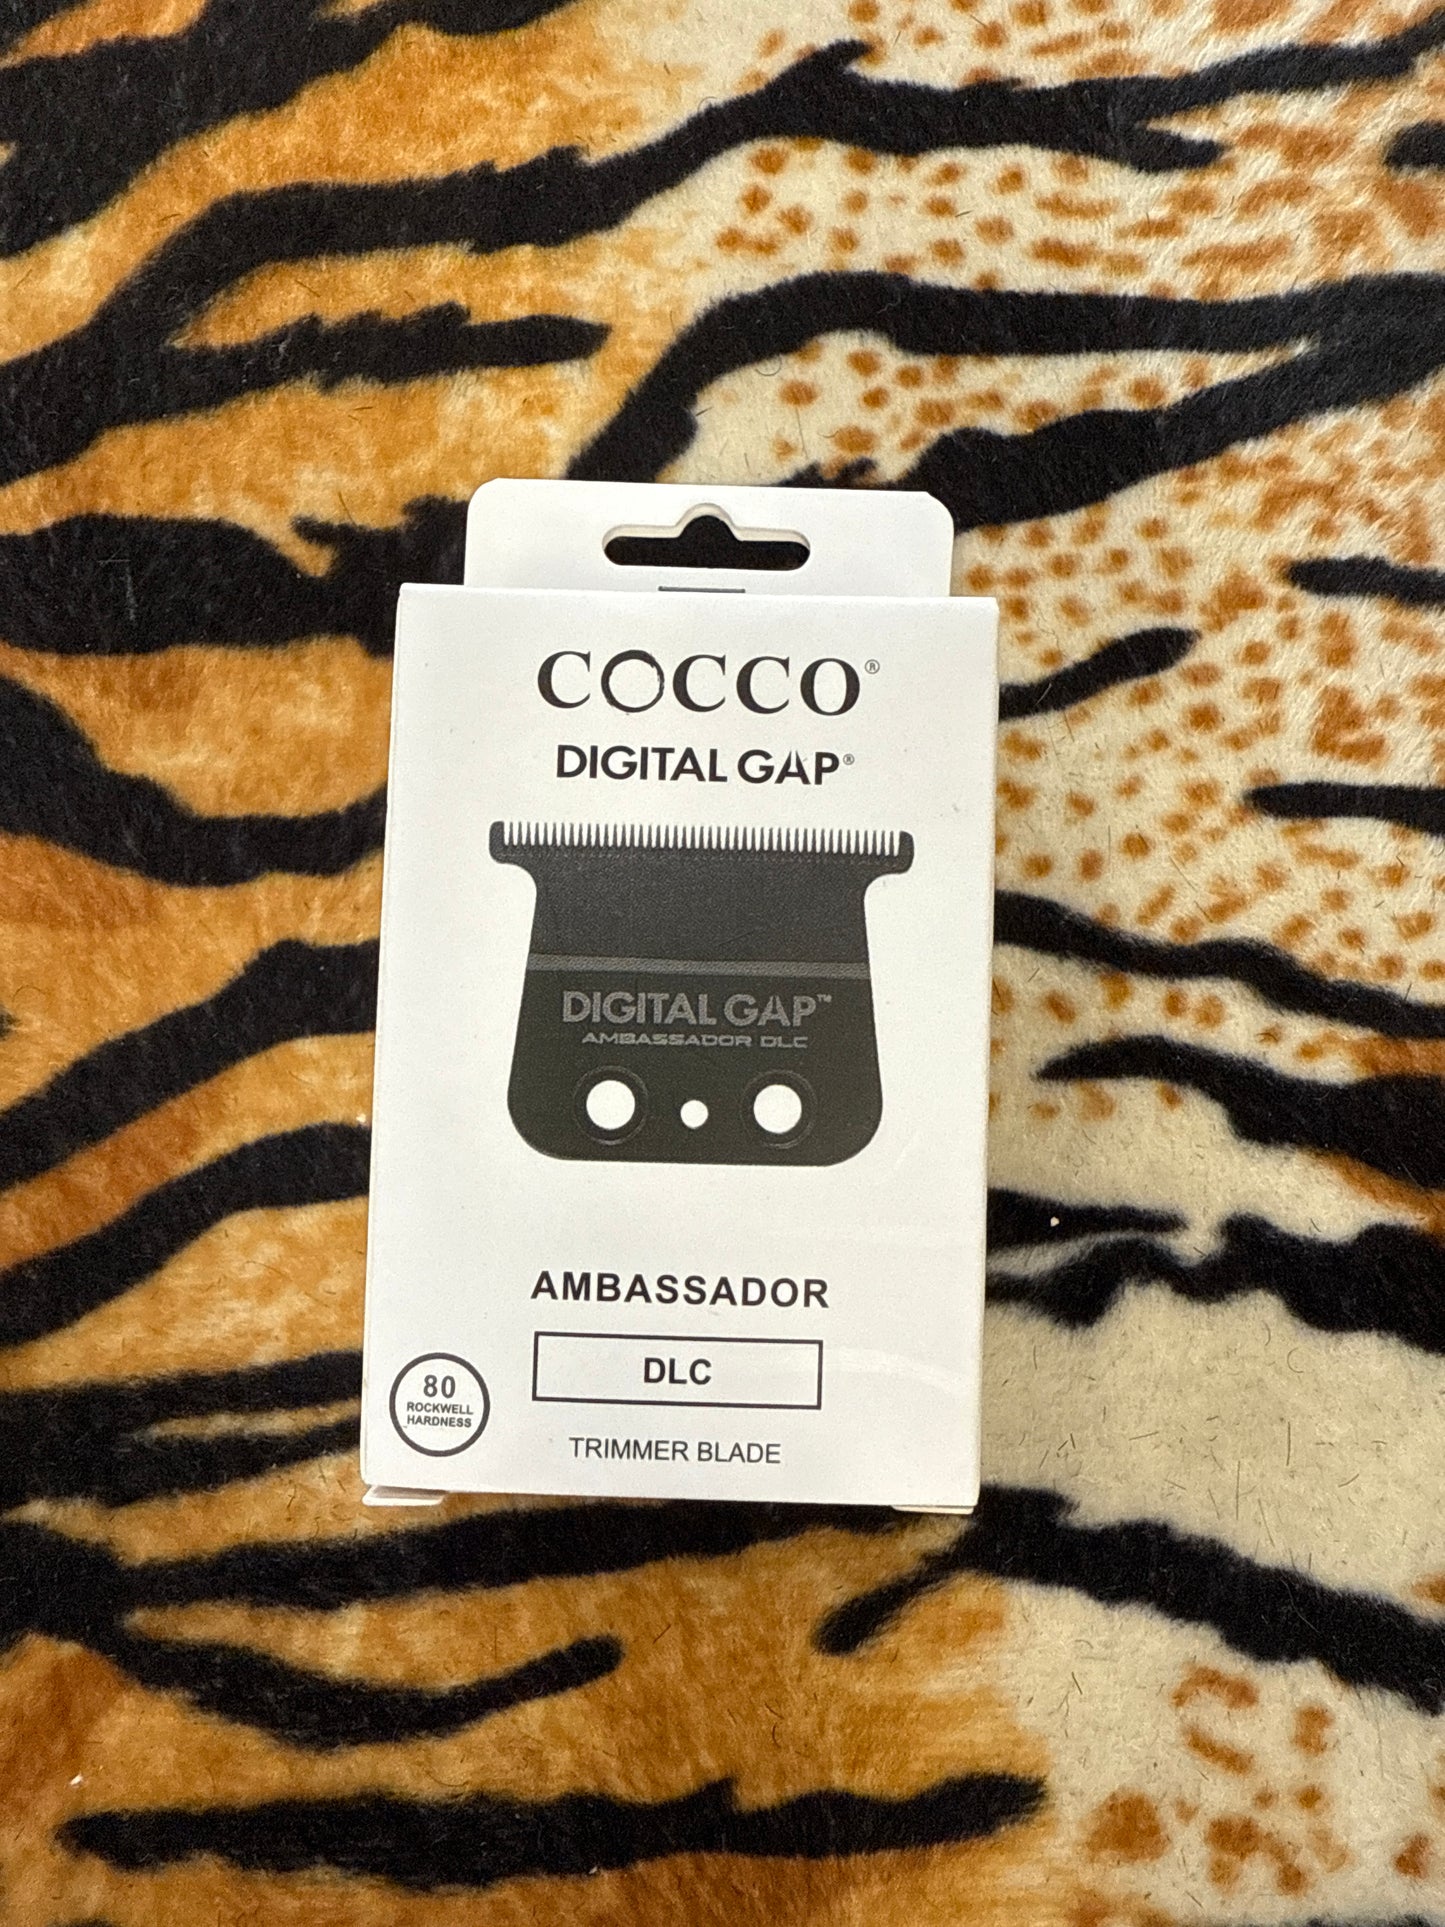 COCCO®
DIGITAL GAP®
DIGITAL GAP™
AMBASSADOR DLC
AMBASSADOR
DLC
80
ROCKWELL
HARDNESS
TRIMMER BLADE